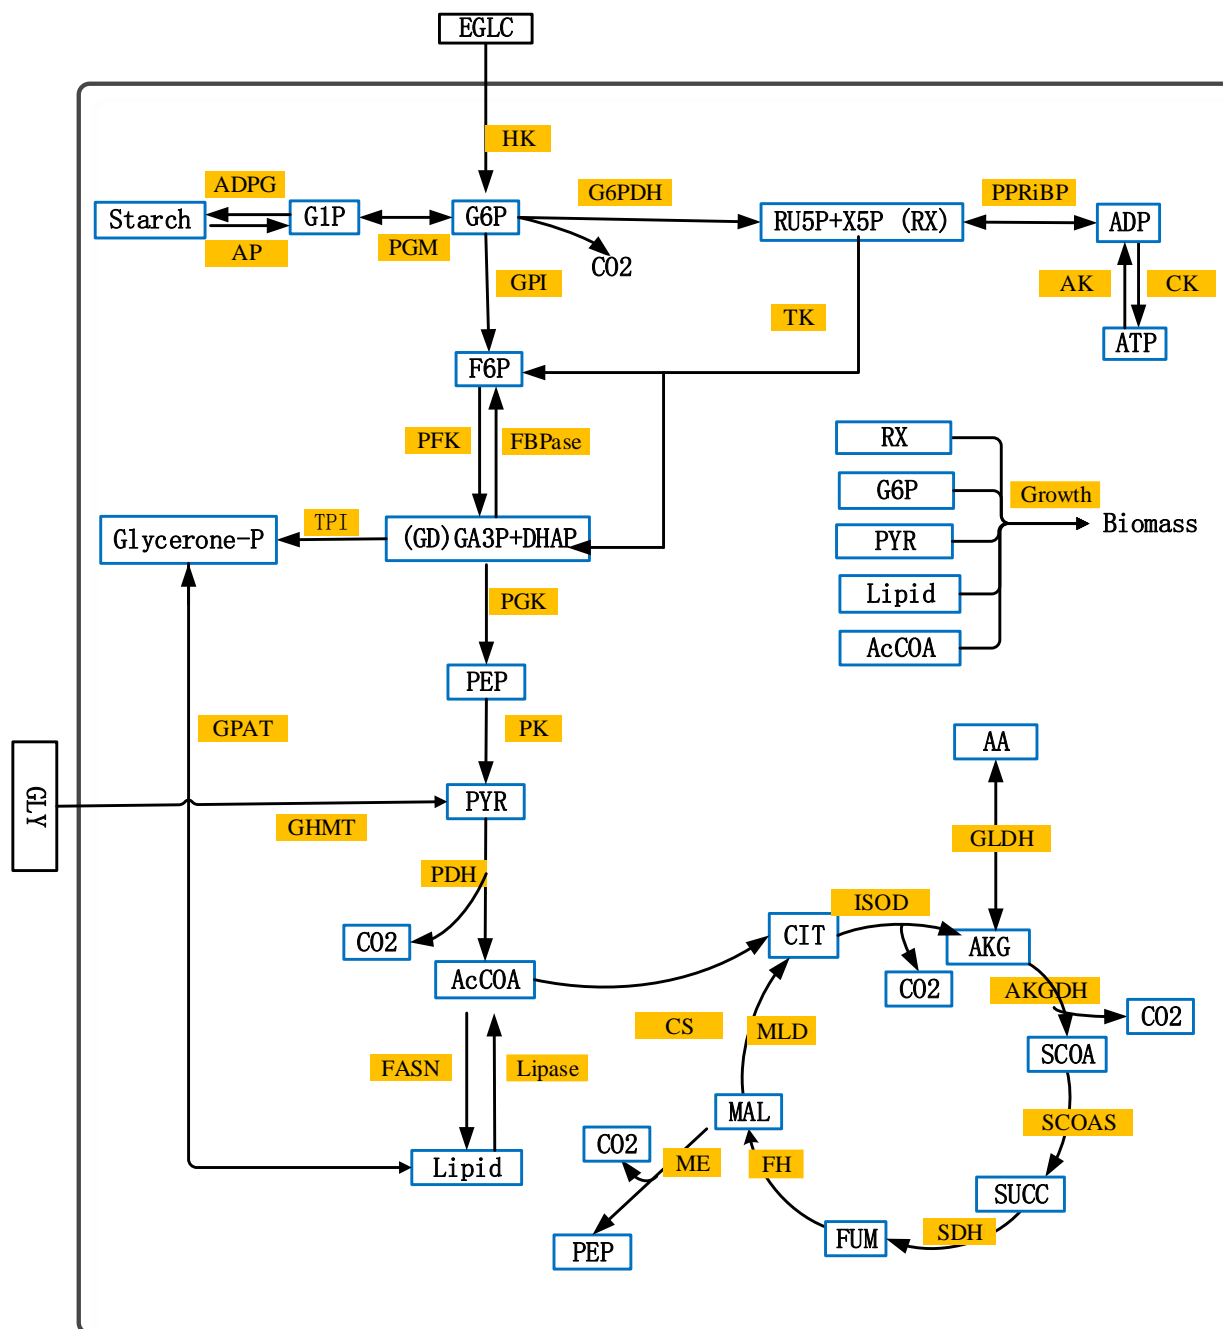 EGLC
HK
ADPG
G6PDH
PPRiBP
Starch
G1P
G6P
RU5P+X5P (RX)
ADP
AP
PGM
CO2
GPI
AK
CK
TK
ATP
F6P
PFK
FBPase
RX
G6P
Growth
Biomass
PYR
Lipid
AcCOA
Glycerone-P
TPI
(GD)GA3P+DHAP
PGK
PEP
GPAT
PK
AA
GLY
PYR
GHMT
GLDH
PDH
ISOD
CO2
CIT
AKG
AcCOA
CO2
AKGDH
CO2
CS
MLD
SCOA
FASN
Lipase
MAL
SCOAS
CO2
ME
FH
Lipid
SUCC
PEP
FUM
SDH